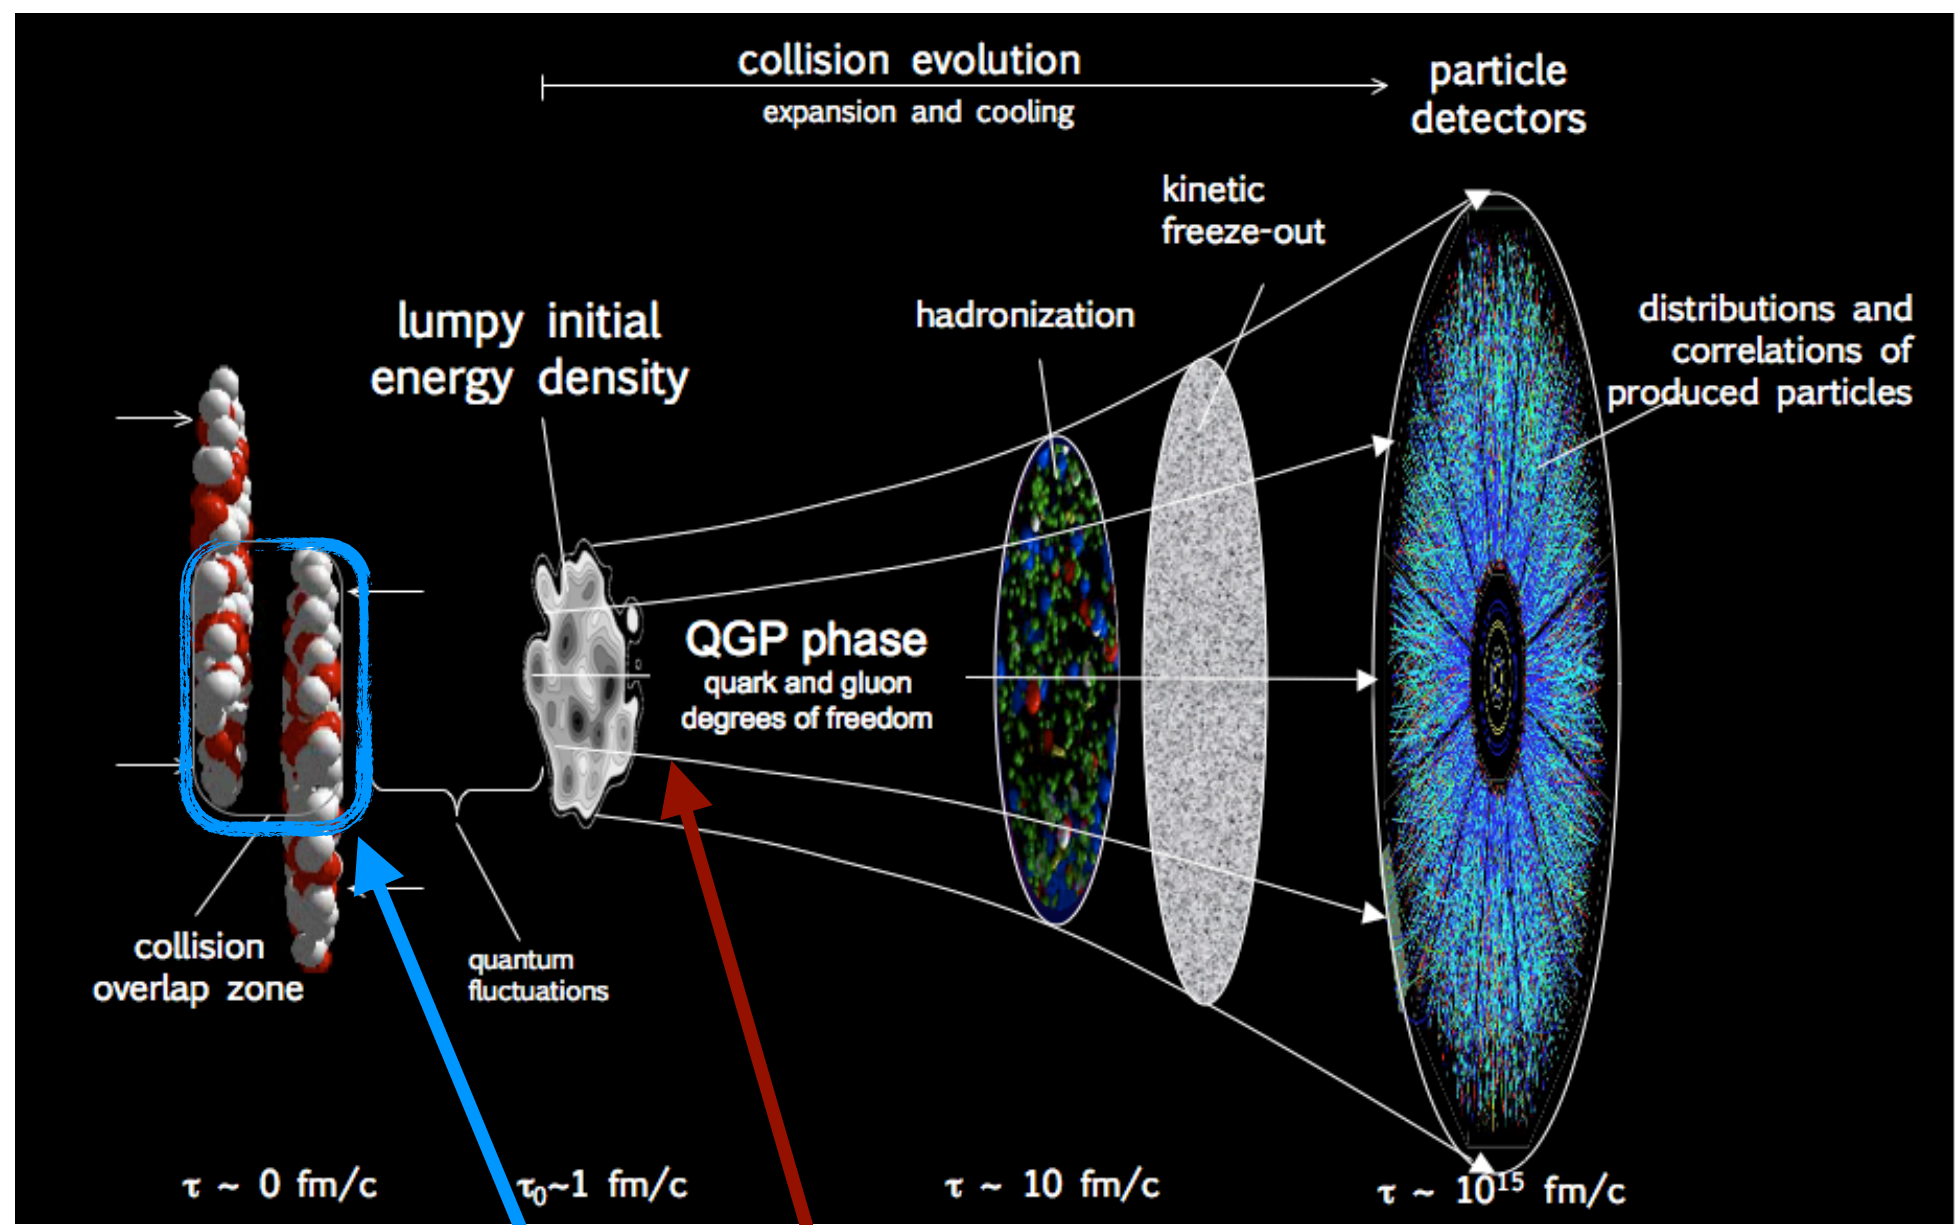 collision evolution
expansion and cooling
particle
detectors
kinetic
freeze-out
hadronization
lumpy initial
energy density
distributions and
correlations of
produced particles
QGP phase
quark and gluon
degrees of freedom
collision
overlap zone
quantum
fluctuations
τ ~ 0 fm/c
τ₀~1 fm/c
τ ~ 10 fm/c
τ ~ 10¹⁵ fm/c